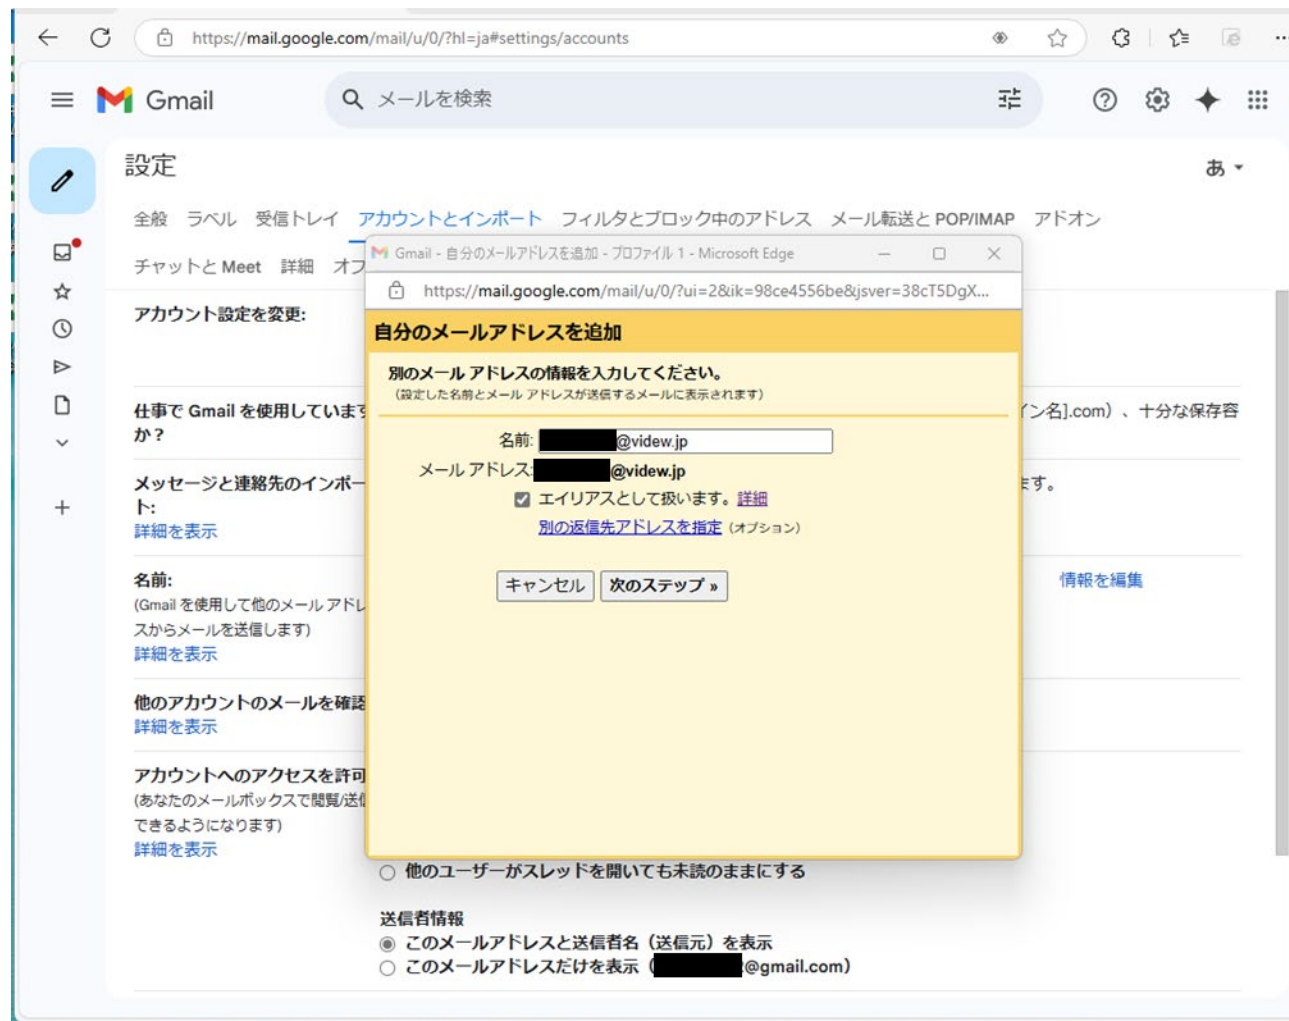 https://mail.google.com/mail/u/0/?hl=ja#settings/accounts
Gmail
メールを検索
設定
あ
全般 ラベル 受信トレイ アカウントとインポート フィルタとブロック中のアドレス メール転送と POP/IMAP アドオン
チャットと Meet 詳細 オフ
Gmail - 自分のメールアドレスを追加 - プロファイル 1 - Microsoft Edge
https://mail.google.com/mail/u/0/?ui=2&ik=98ce4556be&jsver=38cT5DgX...
自分のメールアドレスを追加
別のメール アドレスの情報を入力してください。
(設定した名前とメール アドレスが送信するメールに表示されます)
名前: @videw.jp
メール アドレス: @videw.jp
エイリアスとして扱います。詳細
別の返信先アドレスを指定 (オプション)
キャンセル 次のステップ »
アカウント設定を変更:
仕事で Gmail を使用しています
か？
イン名].com）、十分な保存容
メッセージと連絡先のインポー
ト:
詳細を表示
ます。
名前:
(Gmail を使用して他のメール アドレ
スからメールを送信します)
詳細を表示
情報を編集
他のアカウントのメールを確認
詳細を表示
アカウントへのアクセスを許可
(あなたのメールボックスで閲覧/送信
できるようになります)
詳細を表示
他のユーザーがスレッドを開いても未読のままにする
送信者情報
このメールアドレスと送信者名（送信元）を表示
このメールアドレスだけを表示（ @gmail.com）